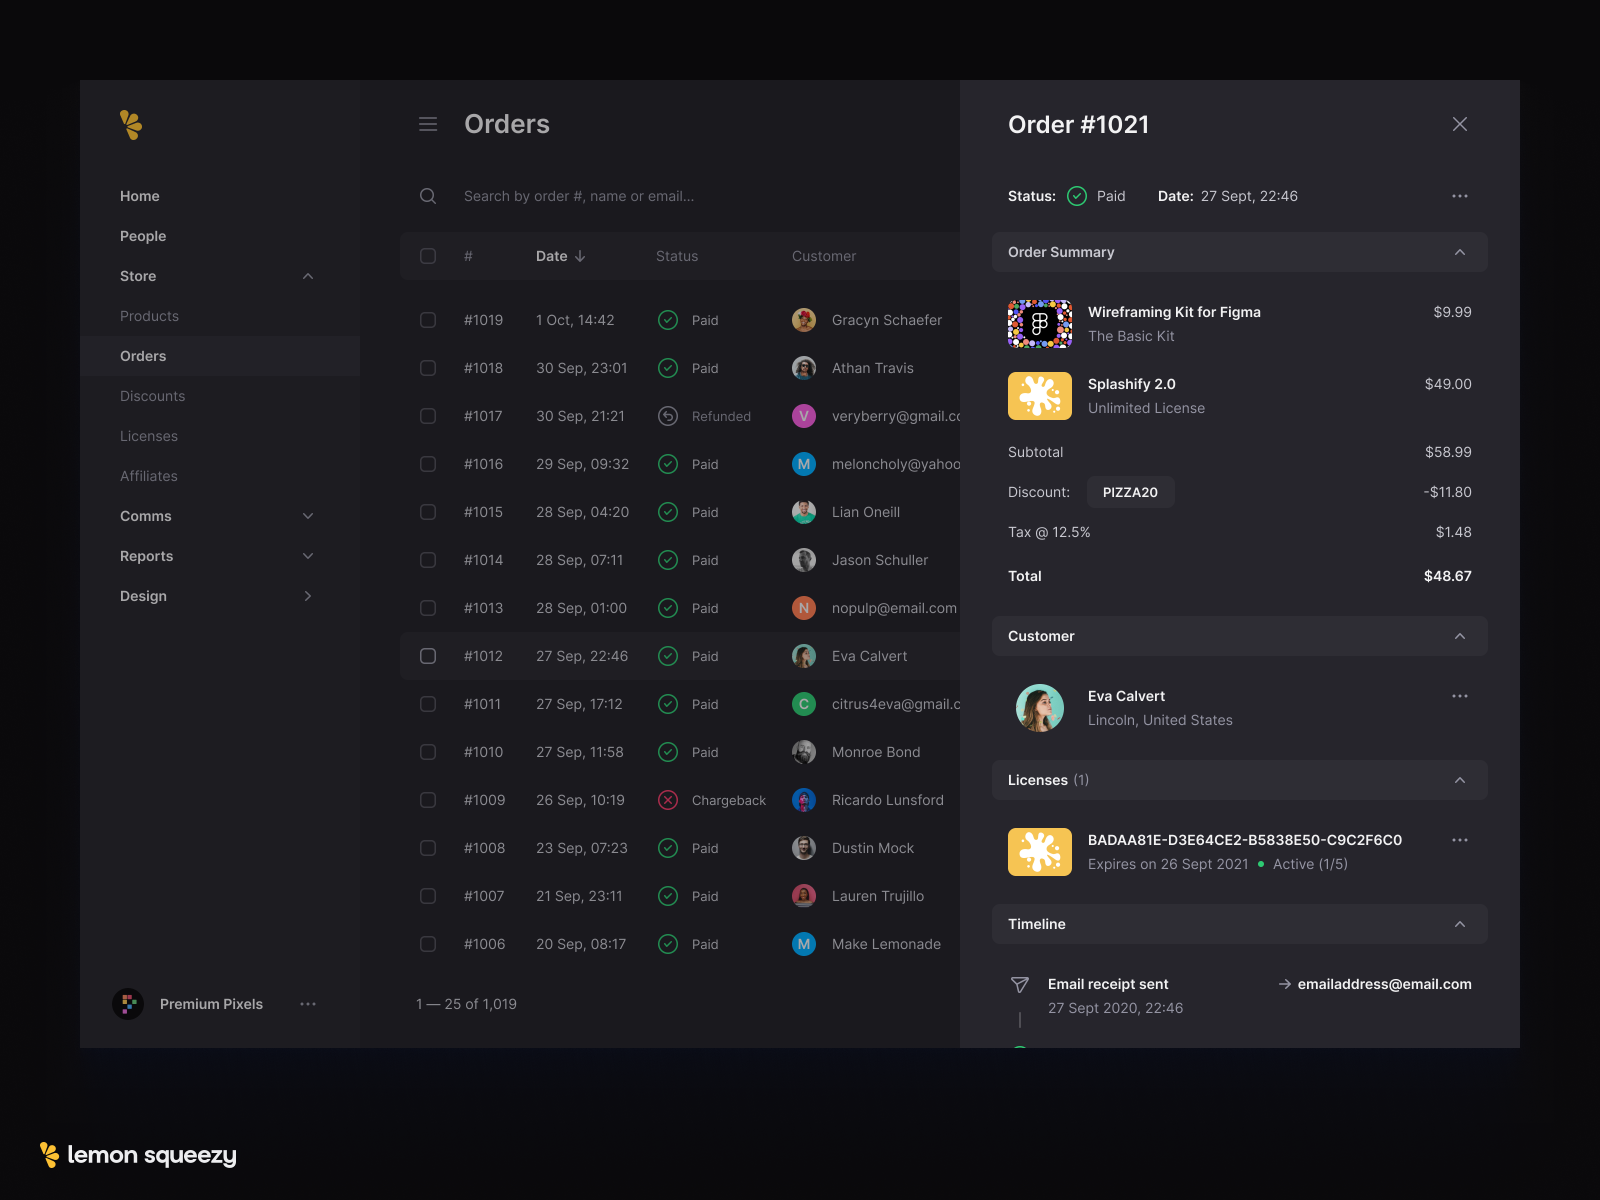 Home
People
Store
Products
Orders
Discounts
Licenses
Affiliates
Comms
Reports
Design
Premium Pixels
Orders
Search by order #, name or email...
# Date Status Customer
#1019 1 Oct, 14:42 Paid Gracyn Schaefer
#1018 30 Sep, 23:01 Paid Athan Travis
#1017 30 Sep, 21:21 Refunded V veryberry@gmail.co
#1016 29 Sep, 09:32 Paid M meloncholy@yahoo
#1015 28 Sep, 04:20 Paid Lian Oneill
#1014 28 Sep, 07:11 Paid Jason Schuller
#1013 28 Sep, 01:00 Paid N nopulp@email.com
#1012 27 Sep, 22:46 Paid Eva Calvert
#1011 27 Sep, 17:12 Paid C citrus4eva@gmail.c
#1010 27 Sep, 11:58 Paid Monroe Bond
#1009 26 Sep, 10:19 Chargeback Ricardo Lunsford
#1008 23 Sep, 07:23 Paid Dustin Mock
#1007 21 Sep, 23:11 Paid Lauren Trujillo
#1006 20 Sep, 08:17 Paid M Make Lemonade
1 — 25 of 1,019
Order #1021
Status: Paid Date: 27 Sept, 22:46
Order Summary
Wireframing Kit for Figma $9.99
The Basic Kit
Splashify 2.0 $49.00
Unlimited License
Subtotal $58.99
Discount: PIZZA20 -$11.80
Tax @ 12.5% $1.48
Total $48.67
Customer
Eva Calvert
Lincoln, United States
Licenses (1)
BADAA81E-D3E64CE2-B5838E50-C9C2F6C0
Expires on 26 Sept 2021 Active (1/5)
Timeline
Email receipt sent → emailaddress@email.com
27 Sept 2020, 22:46
lemon squeezy